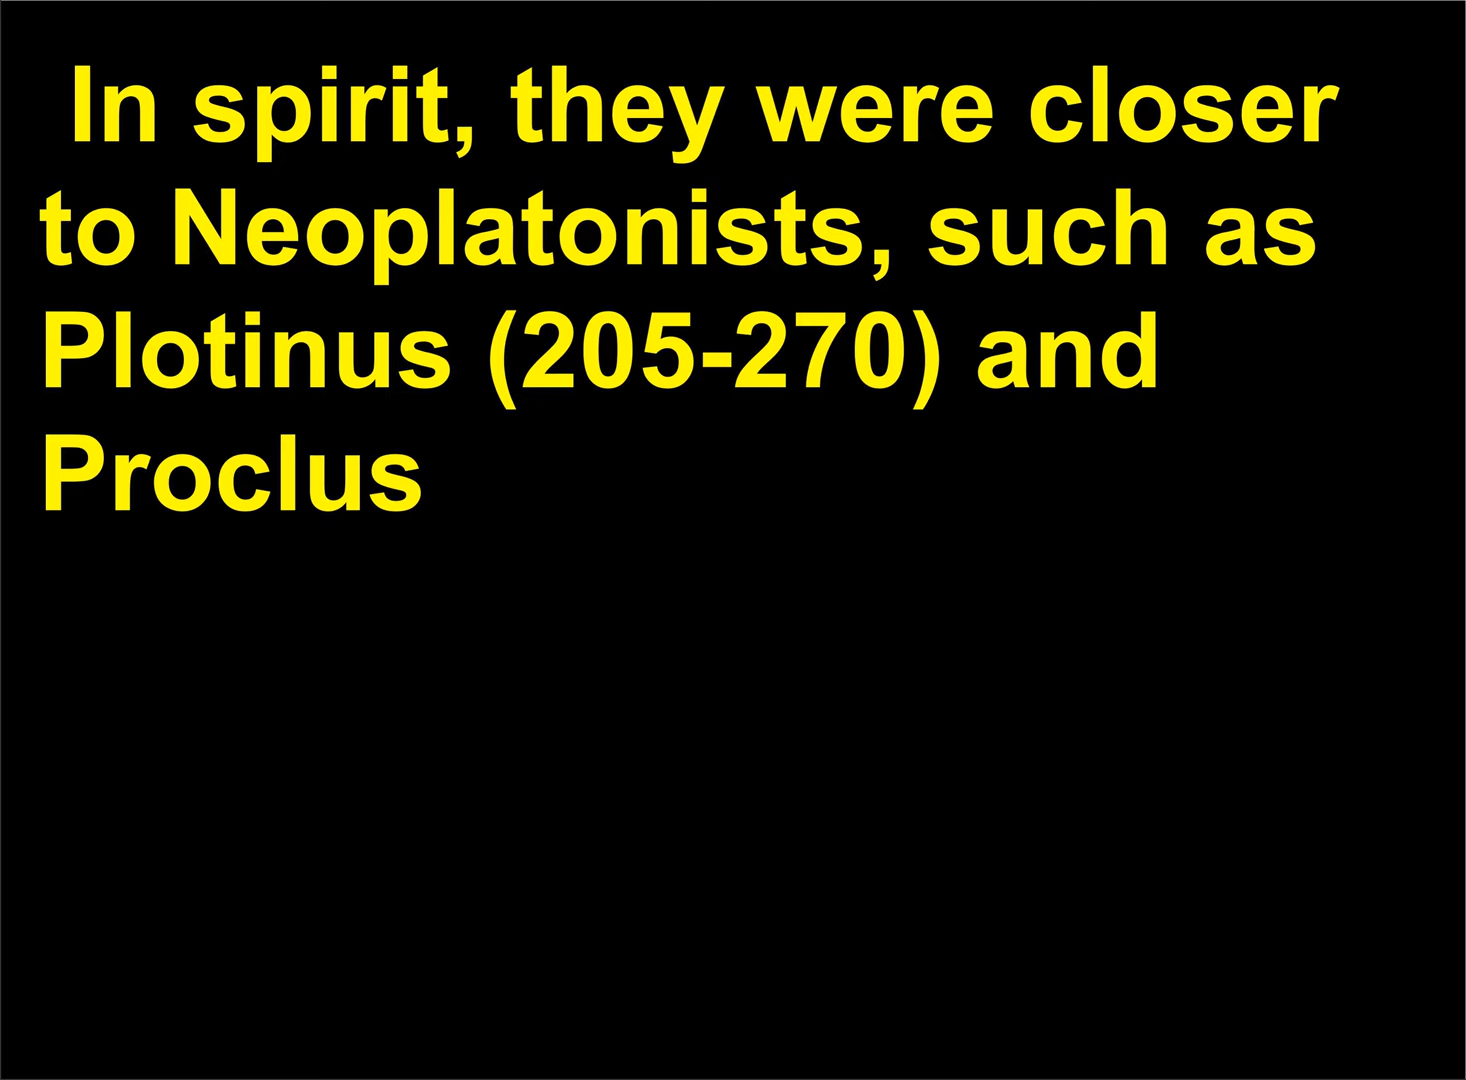 In spirit, they were closer
to Neoplatonists, such as
Plotinus (205-270) and
Proclus